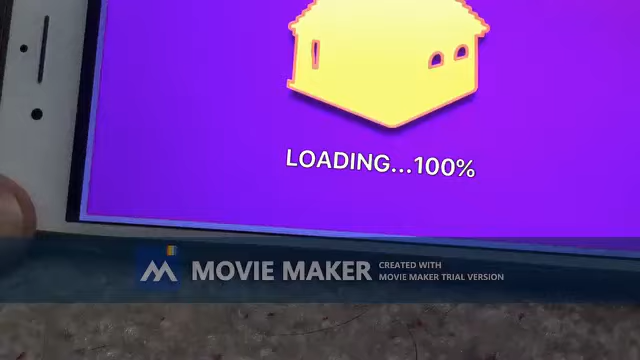 LOADING...100%
MOVIE MAKER
CREATED WITH
MOVIE MAKER TRIAL VERSION